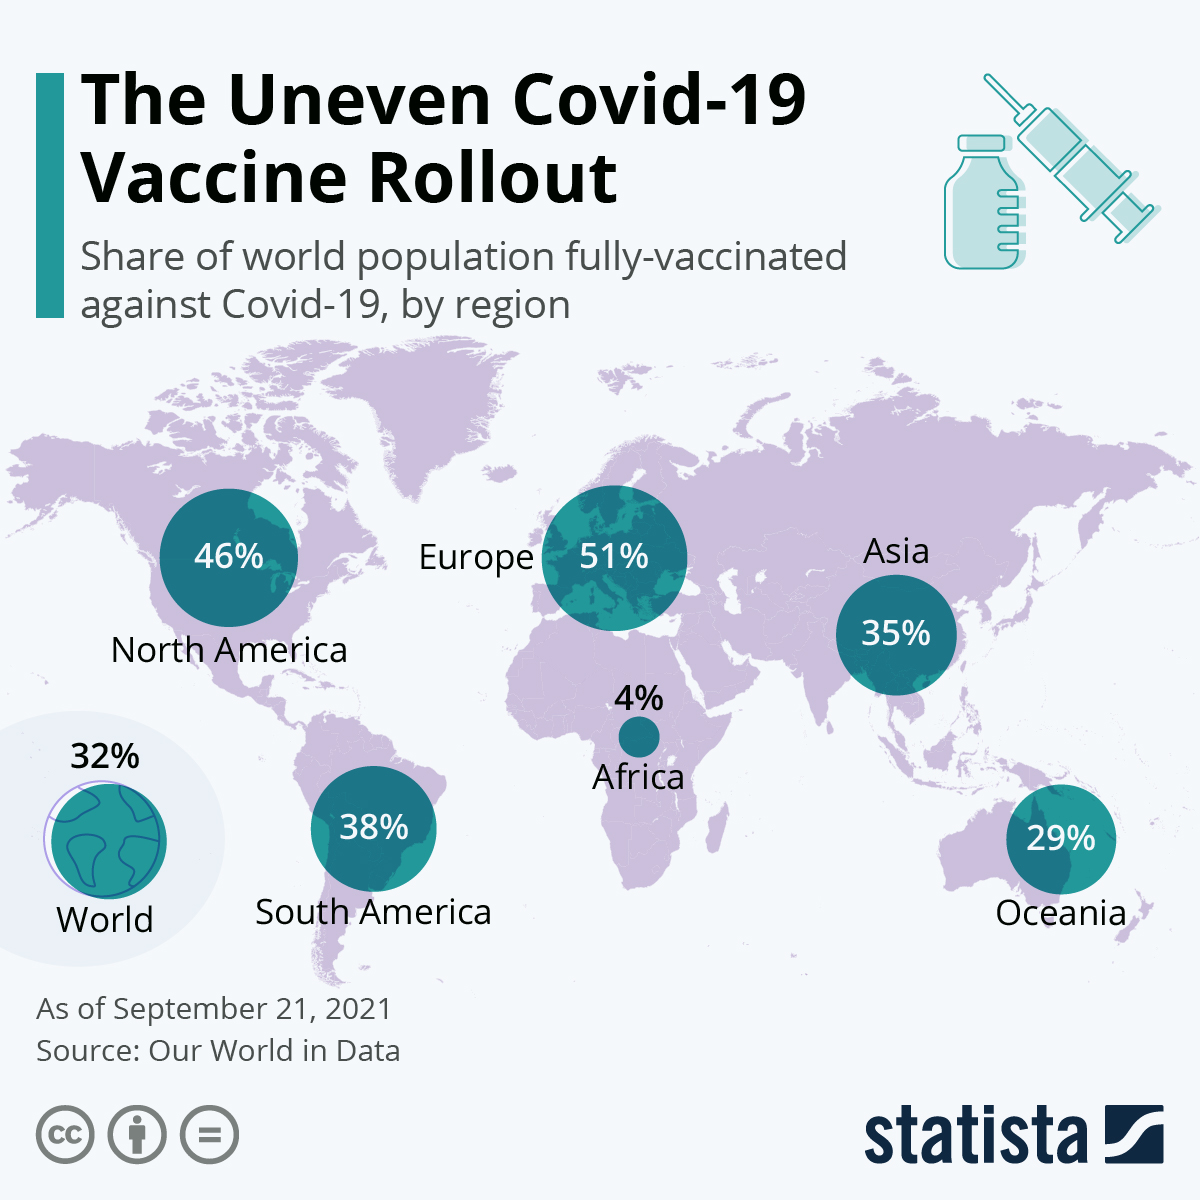 The Uneven Covid-19
Vaccine Rollout
Share of world population fully-vaccinated
against Covid-19, by region
46%
North America
Europe
51%
Asia
35%
4%
Africa
32%
World
38%
South America
29%
Oceania
As of September 21, 2021
Source: Our World in Data
cc
statista